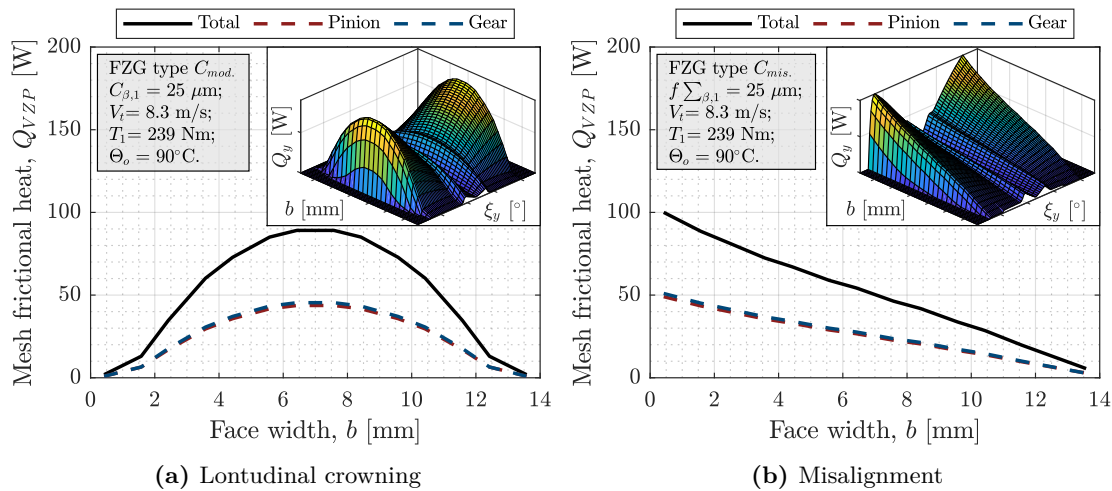 Total Pinion Gear
Mesh frictional heat, Q_VZP [W]
200
150
100
50
0
FZG type C_mod.
C_β,1 = 25 μm;
V_t= 8.3 m/s;
T_1= 239 Nm;
Θ_o = 90°C.
Q_y [W]
b [mm]
ξ_y [°]
0 2 4 6 8 10 12 14
Face width, b [mm]
(a) Lontudinal crowning
Total Pinion Gear
Mesh frictional heat, Q_VZP [W]
200
150
100
50
0
FZG type C_mis.
f∑_β,1 = 25 μm;
V_t= 8.3 m/s;
T_1= 239 Nm;
Θ_o = 90°C.
Q_y [W]
b [mm]
ξ_y [°]
0 2 4 6 8 10 12 14
Face width, b [mm]
(b) Misalignment